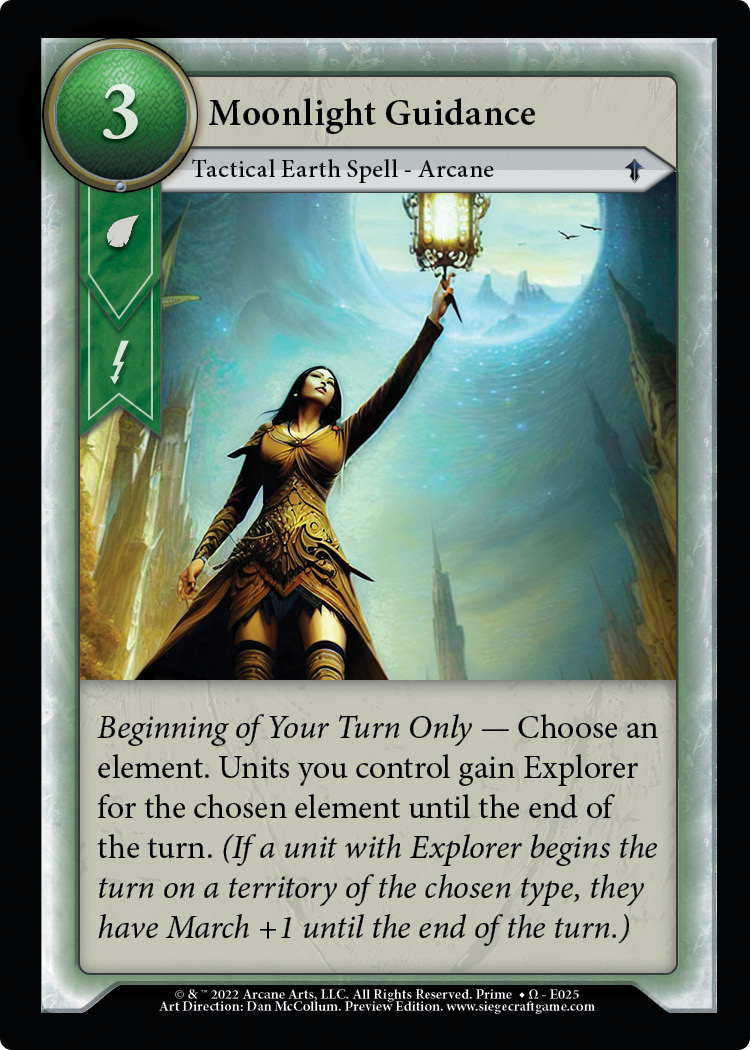 3
Moonlight Guidance
Tactical Earth Spell - Arcane
Beginning of Your Turn Only — Choose an
element. Units you control gain Explorer
for the chosen element until the end of
the turn. (If a unit with Explorer begins the
turn on a territory of the chosen type, they
have March +1 until the end of the turn.)
© & ™ 2022 Arcane Arts, LLC. All Rights Reserved. Prime ⬥ Ω - E025
Art Direction: Dan McCollum. Preview Edition. www.siegecraftgame.com